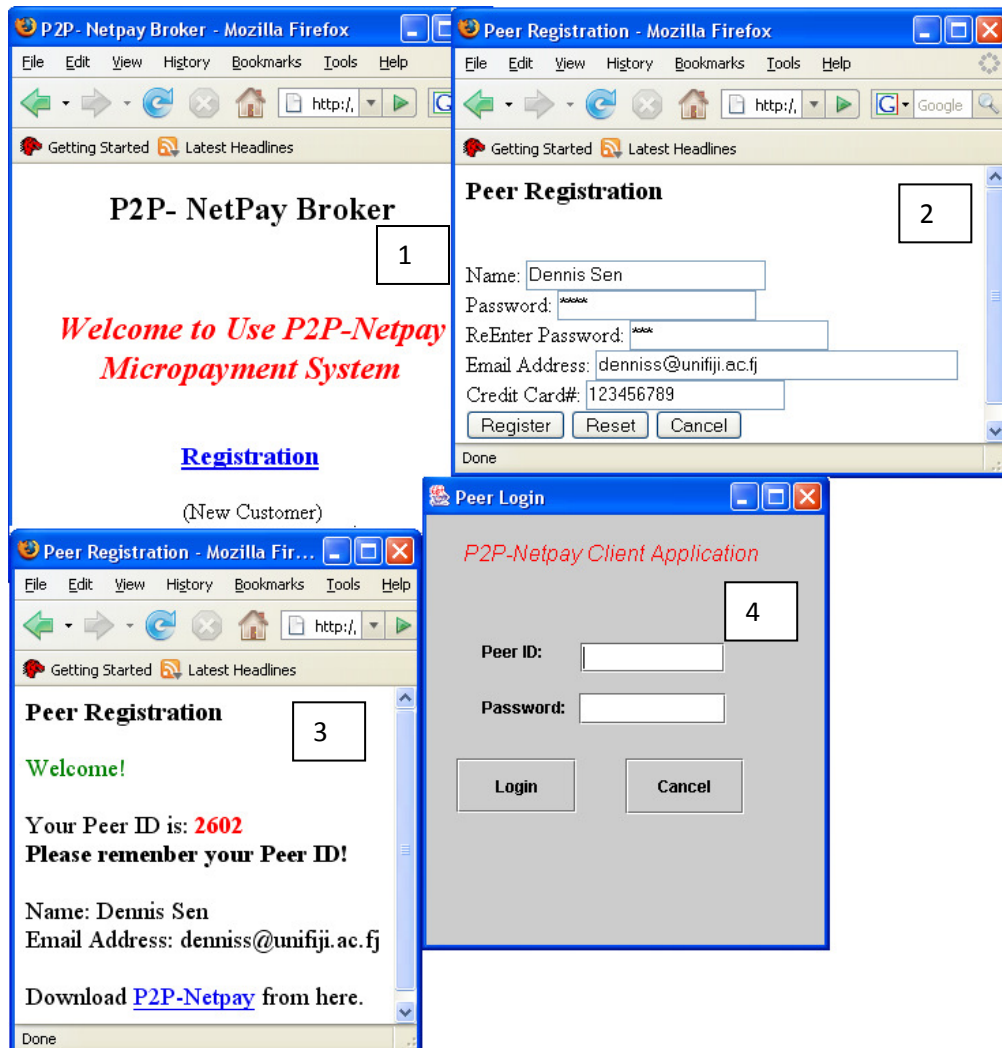 P2P- Netpay Broker - Mozilla Firefox
File Edit View History Bookmarks Tools Help
http:/,
G
Getting Started Latest Headlines
P2P- NetPay Broker
1
Welcome to Use P2P-Netpay
Micropayment System
Registration
(New Customer)
Peer Registration - Mozilla Firefox
File Edit View History Bookmarks Tools Help
http:/, G Google
Getting Started Latest Headlines
Peer Registration
2
Name: Dennis Sen
Password: *****
ReEnter Password: ****
Email Address: denniss@unifiji.ac.fj
Credit Card#: 123456789
Register Reset Cancel
Done
Peer Registration - Mozilla Fir...
File Edit View History Bookmarks Tools Help
http:/,
Getting Started Latest Headlines
Peer Registration
3
Welcome!
Your Peer ID is: 2602
Please remenber your Peer ID!
Name: Dennis Sen
Email Address: denniss@unifiji.ac.fj
Download P2P-Netpay from here.
Done
Peer Login
P2P-Netpay Client Application
4
Peer ID:
Password:
Login Cancel